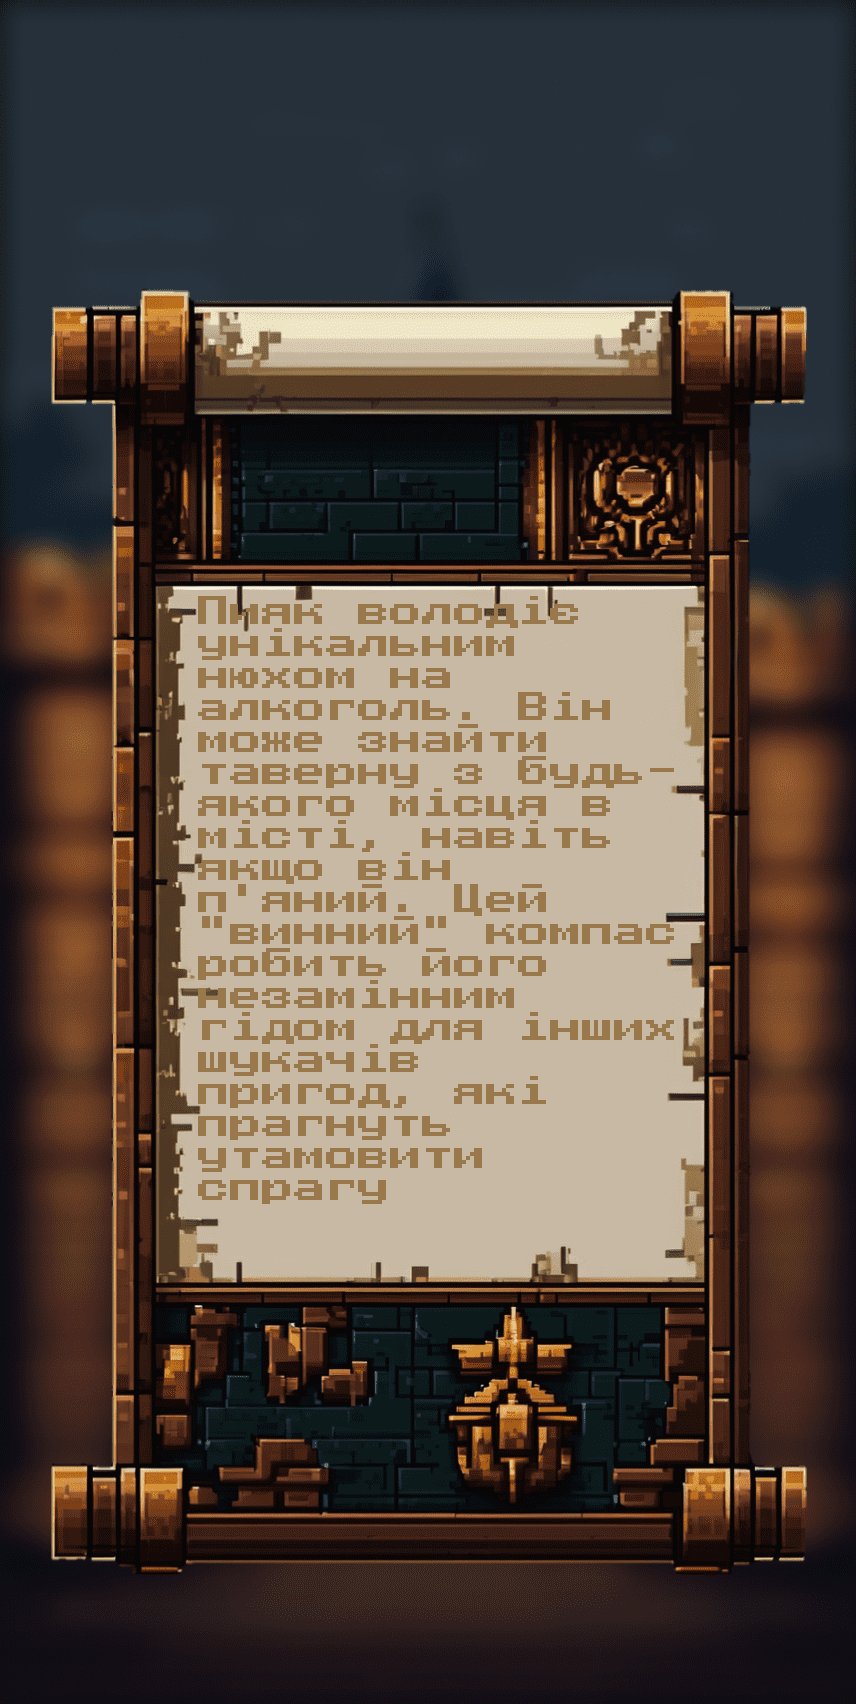 Пияк володіє
унікальним
нюхом на
алкоголь. Він
може знайти
таверну з будь-
якого місця в
місті, навіть
якщо він
п'яний. Цей
"винний" компас
робить його
незамінним
гідом для інших
шукачів
пригод, які
прагнуть
утамовити
спрагу